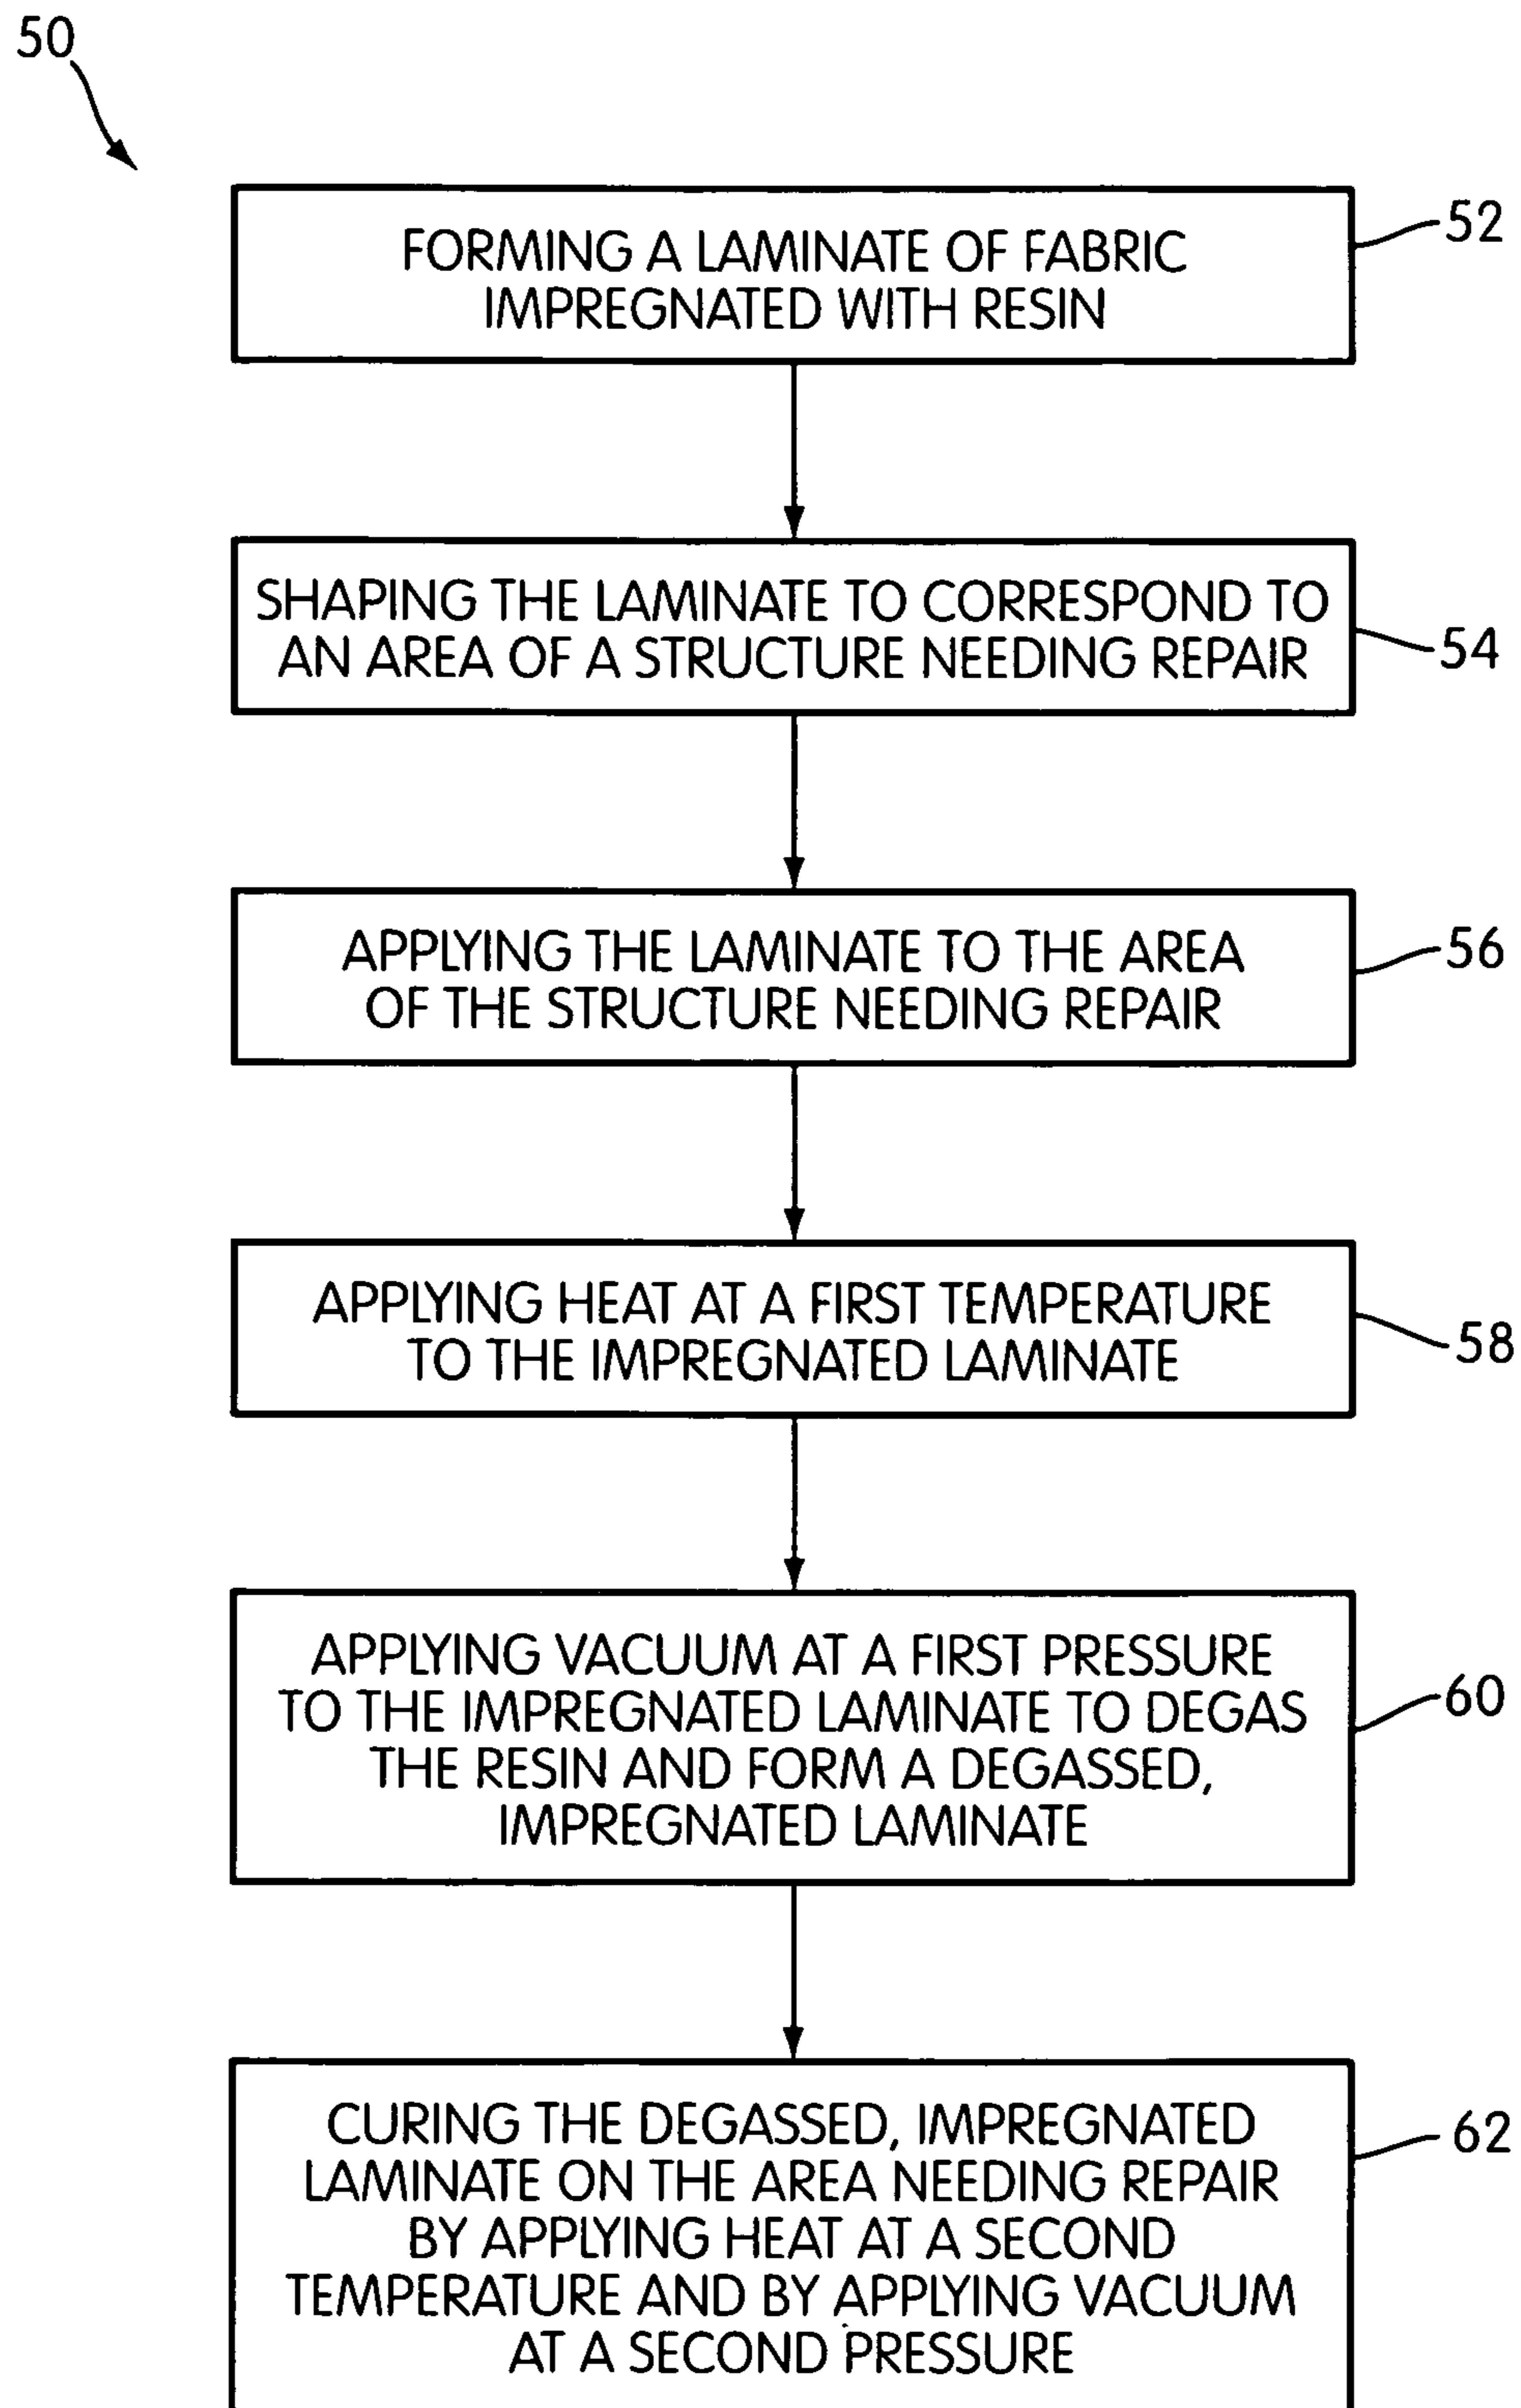 50
FORMING A LAMINATE OF FABRIC
IMPREGNATED WITH RESIN
52
SHAPING THE LAMINATE TO CORRESPOND TO
AN AREA OF A STRUCTURE NEEDING REPAIR
54
APPLYING THE LAMINATE TO THE AREA
OF THE STRUCTURE NEEDING REPAIR
56
APPLYING HEAT AT A FIRST TEMPERATURE
TO THE IMPREGNATED LAMINATE
58
APPLYING VACUUM AT A FIRST PRESSURE
TO THE IMPREGNATED LAMINATE TO DEGAS
THE RESIN AND FORM A DEGASSED,
IMPREGNATED LAMINATE
60
CURING THE DEGASSED, IMPREGNATED
LAMINATE ON THE AREA NEEDING REPAIR
BY APPLYING HEAT AT A SECOND
TEMPERATURE AND BY APPLYING VACUUM
AT A SECOND PRESSURE
62